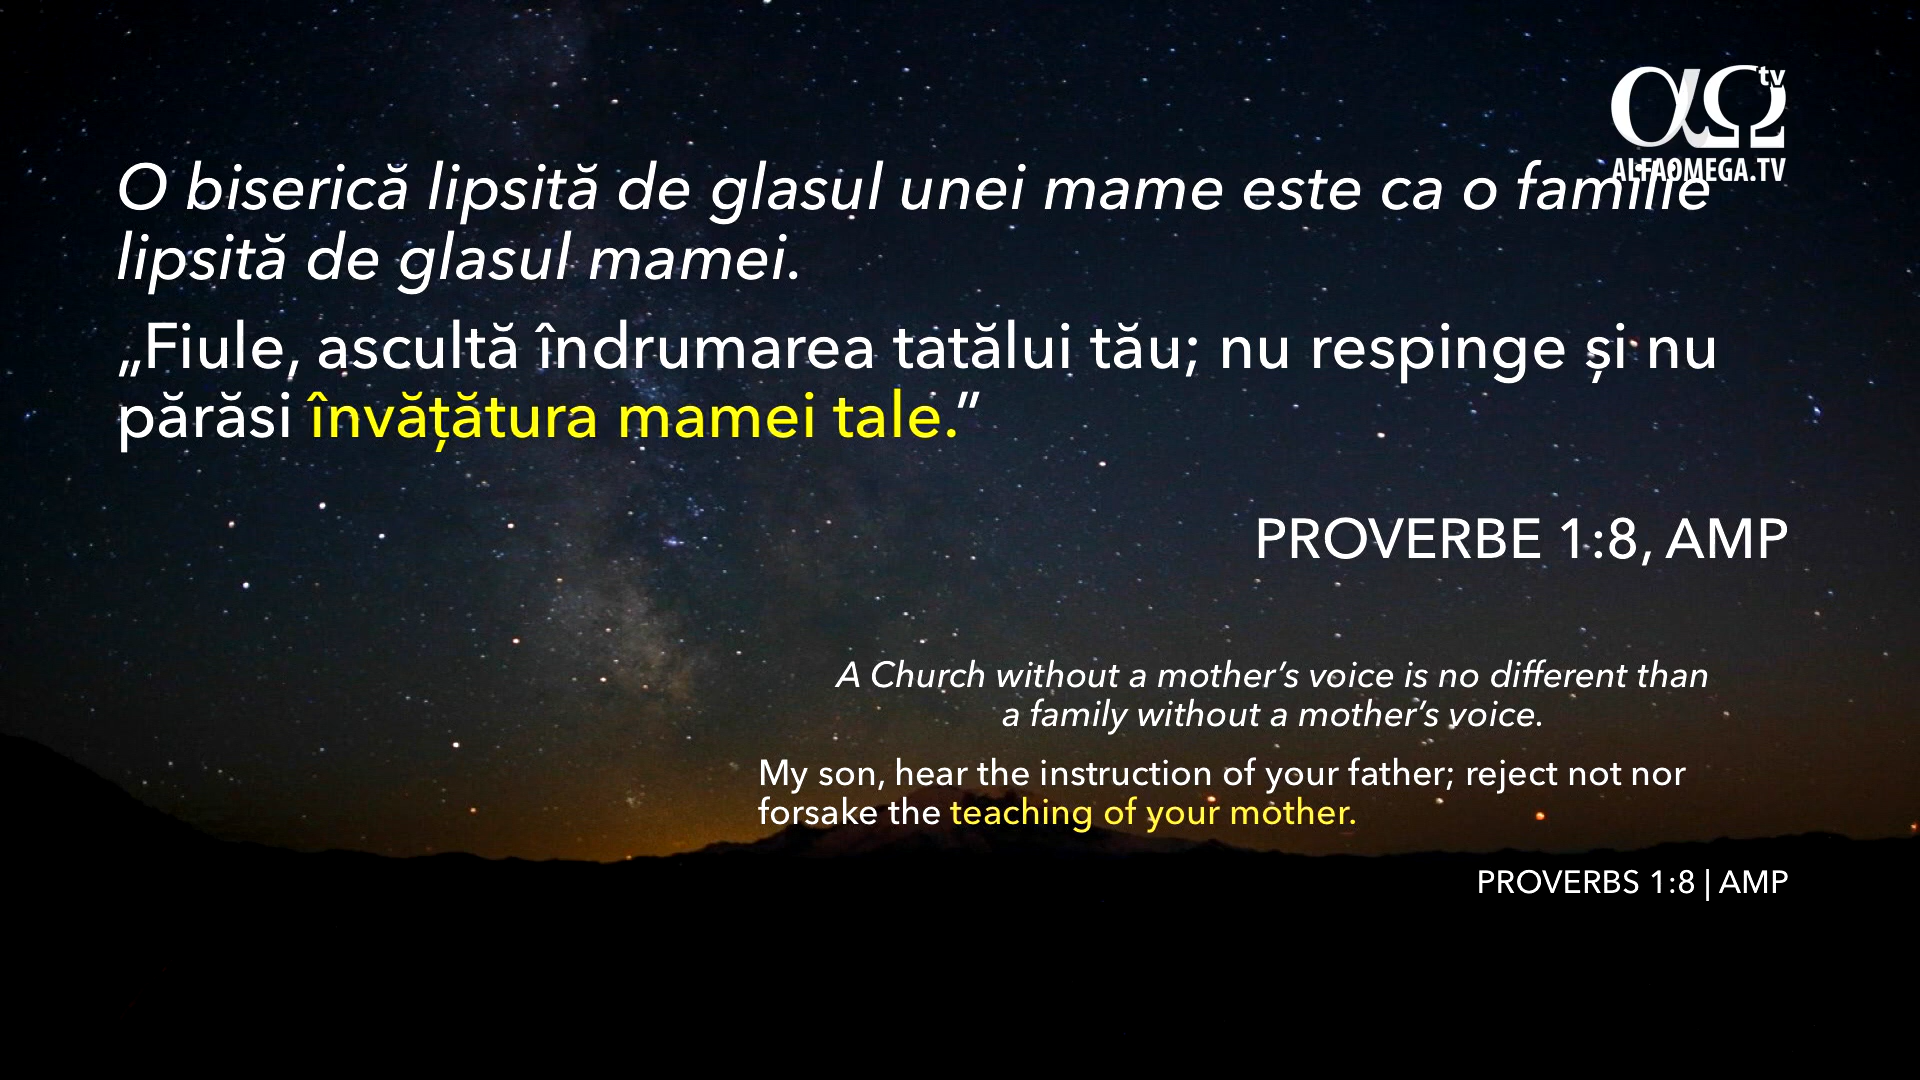 αΩ tv
ALFAOMEGA.TV
O biserică lipsită de glasul unei mame este ca o familie
lipsită de glasul mamei.
„Fiule, ascultă îndrumarea tatălui tău; nu respinge și nu
părăsi învățătura mamei tale.”
PROVERBE 1:8, AMP
A Church without a mother’s voice is no different than
a family without a mother’s voice.
My son, hear the instruction of your father; reject not nor
forsake the teaching of your mother.
PROVERBS 1:8 | AMP